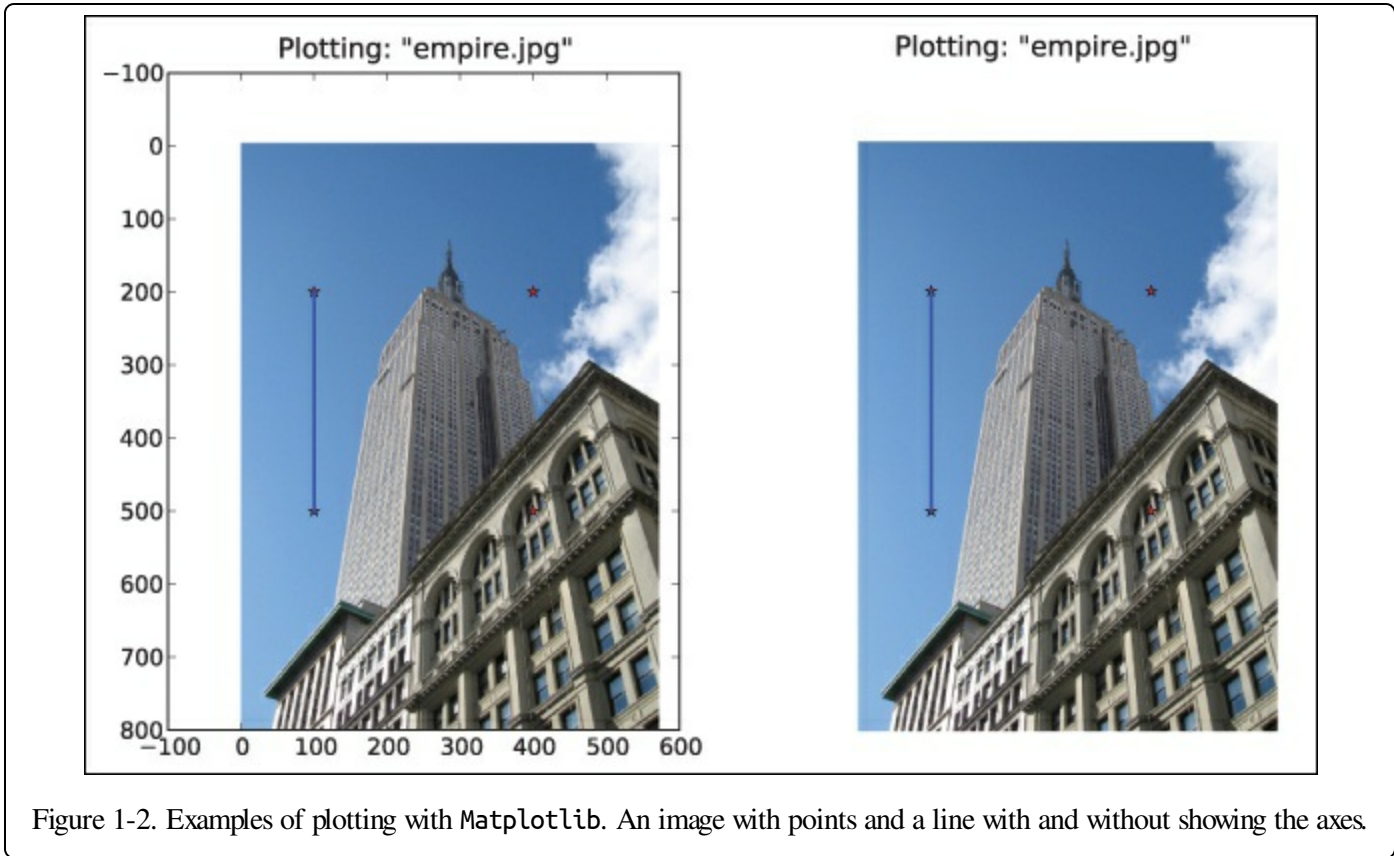 Plotting: "empire.jpg"
−100
0
100
200
300
400
500
600
700
800
−100 0 100 200 300 400 500 600
Plotting: "empire.jpg"
Figure 1-2. Examples of plotting with Matplotlib. An image with points and a line with and without showing the axes.